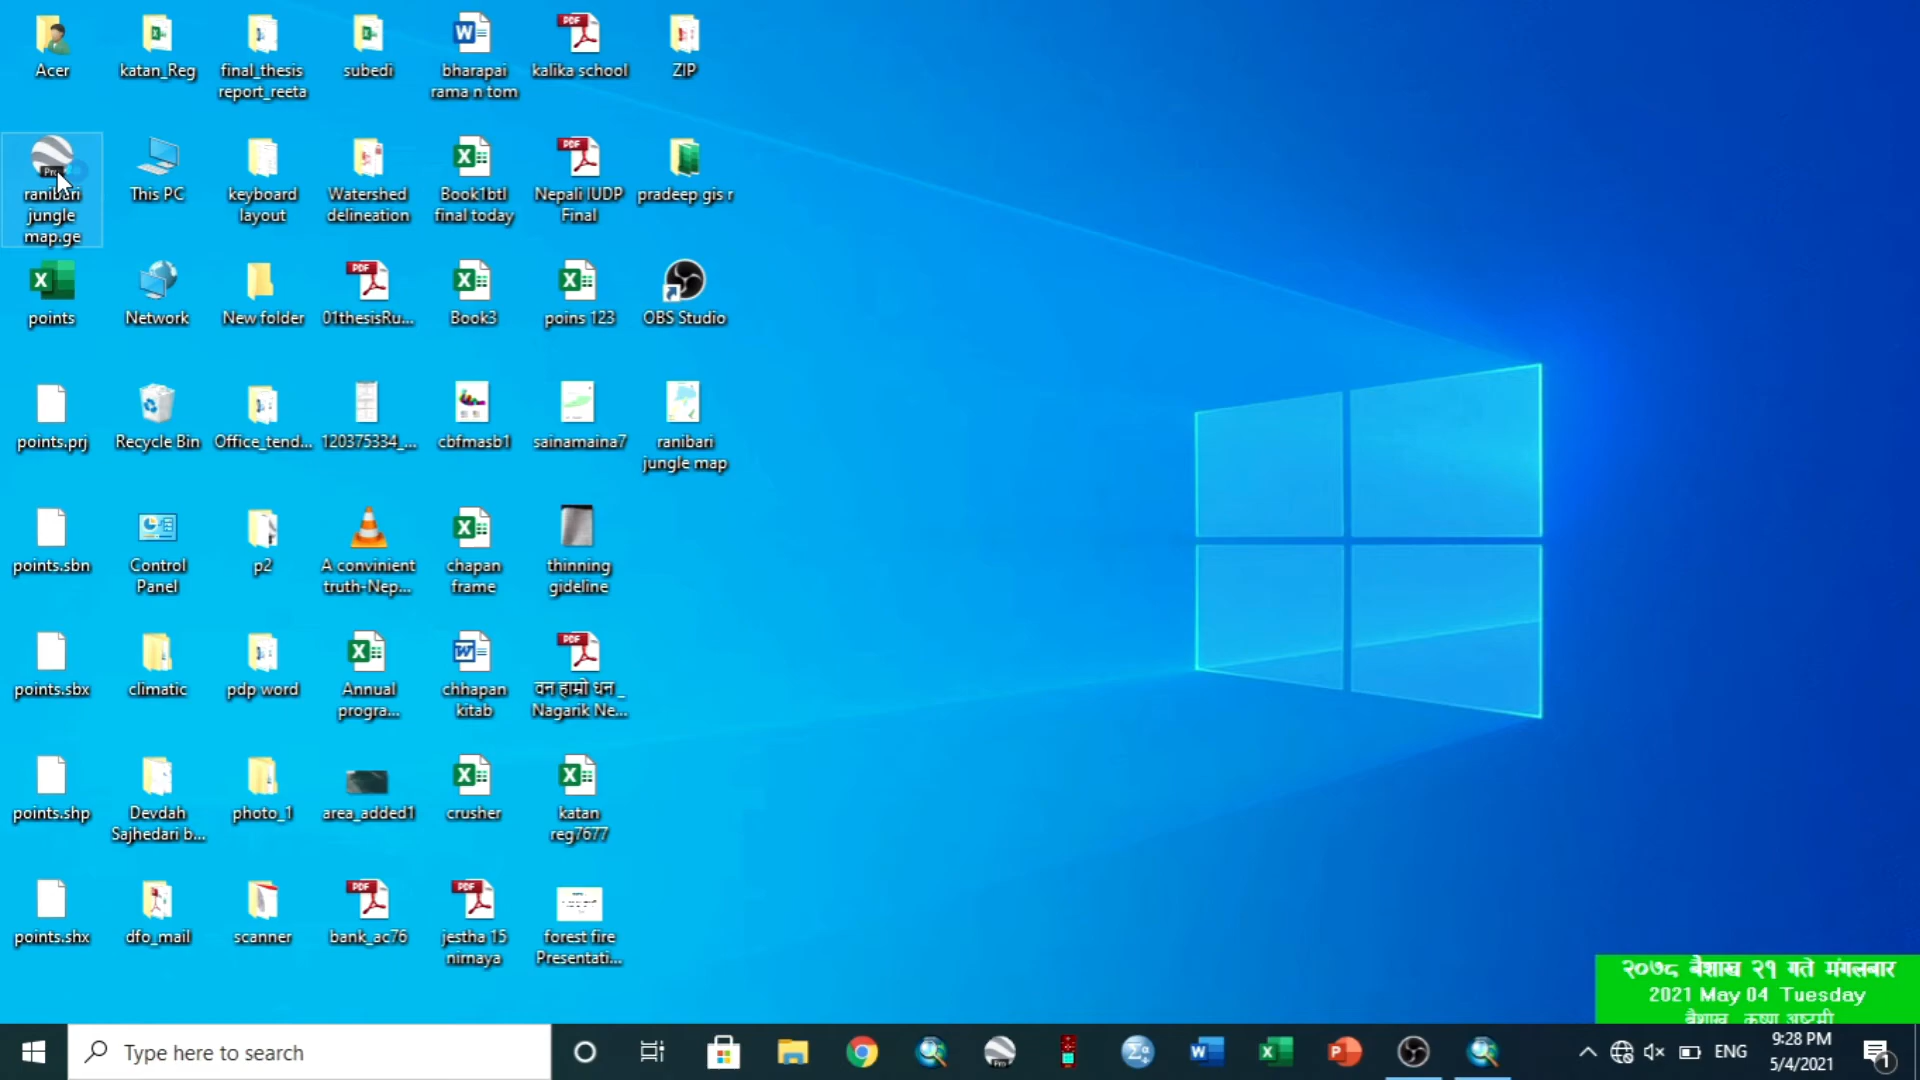 Acer
katan_Reg
final_thesis
report_reeta
subedi
bharapai
rama n tom
kalika school
ZIP
ranibari
jungle
map.ge
This PC
keyboard
layout
Watershed
delineation
Book1btl
final today
Nepali IUDP
Final
pradeep gis r
points
Network
New folder
01thesisRu...
Book3
poins 123
OBS Studio
points.prj
Recycle Bin
Office_tend...
120375334_...
cbfmasb1
sainamaina7
ranibari
jungle map
points.sbn
Control
Panel
p2
A convinient
truth-Nep...
chapan
frame
thinning
gideline
points.sbx
climatic
pdp word
Annual
progra...
chhapan
kitab
वन हाम्रो धन _
Nagarik Ne...
points.shp
Devdah
Sajhedari b...
photo_1
area_added1
crusher
katan
reg7677
points.shx
dfo_mail
scanner
bank_ac76
jestha 15
nirnaya
forest fire
Presentati...
२०७८ बैशाख २१ गते मंगलबार
2021 May 04 Tuesday
बैशाख कृष्ण अष्टमी
Type here to search
ENG
9:28 PM
5/4/2021
1